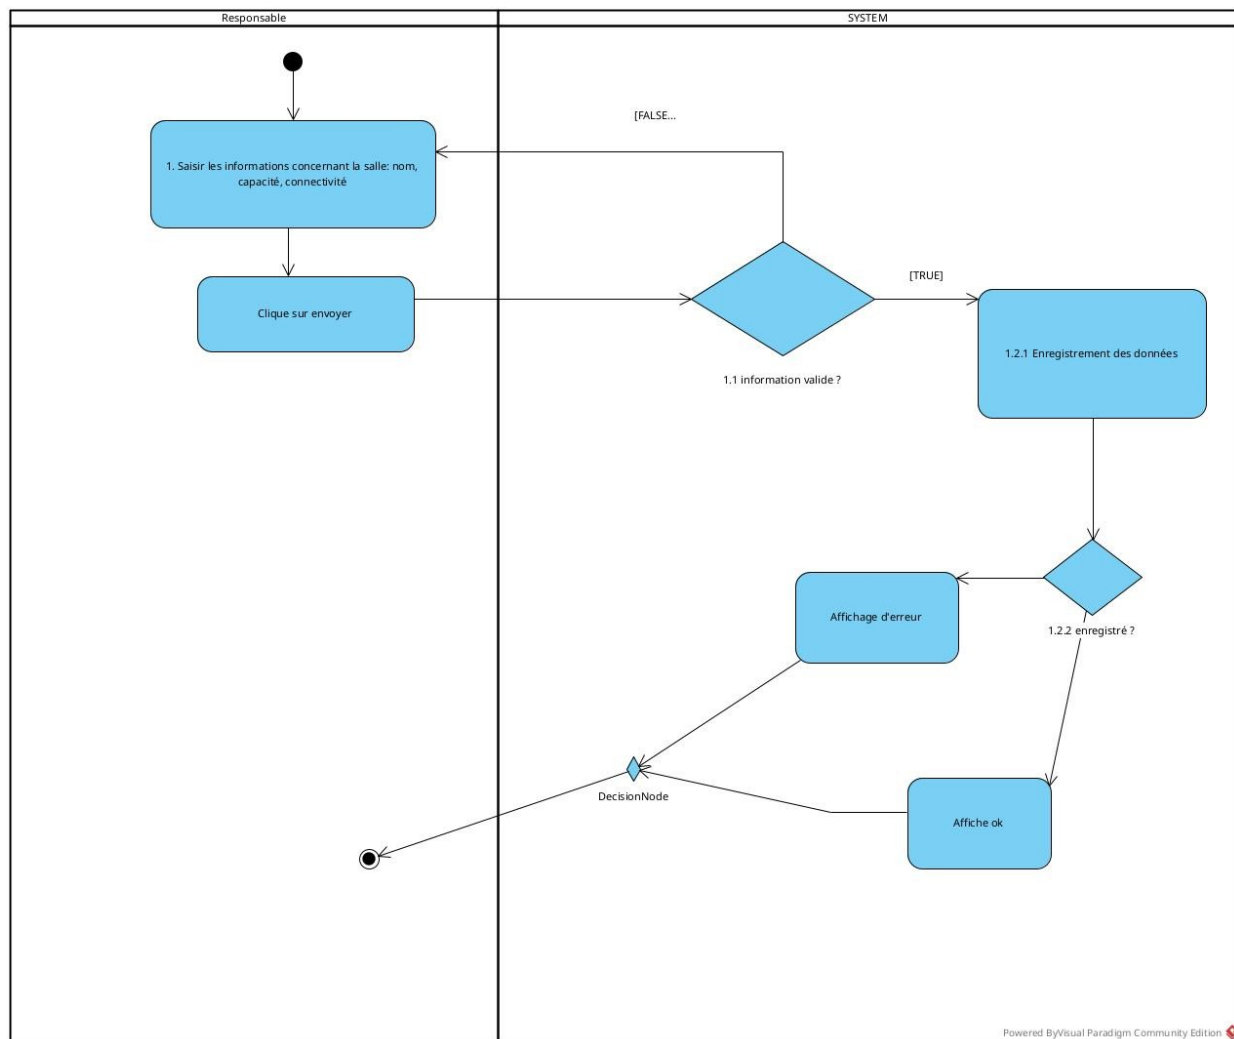 Responsable
SYSTEM
[FALSE...
1. Saisir les informations concernant la salle: nom,
capacité, connectivité
[TRUE]
Clique sur envoyer
1.2.1 Enregistrement des données
1.1 information valide ?
Affichage d'erreur
1.2.2 enregistré ?
DecisionNode
Affiche ok
Powered ByVisual Paradigm Community Edition